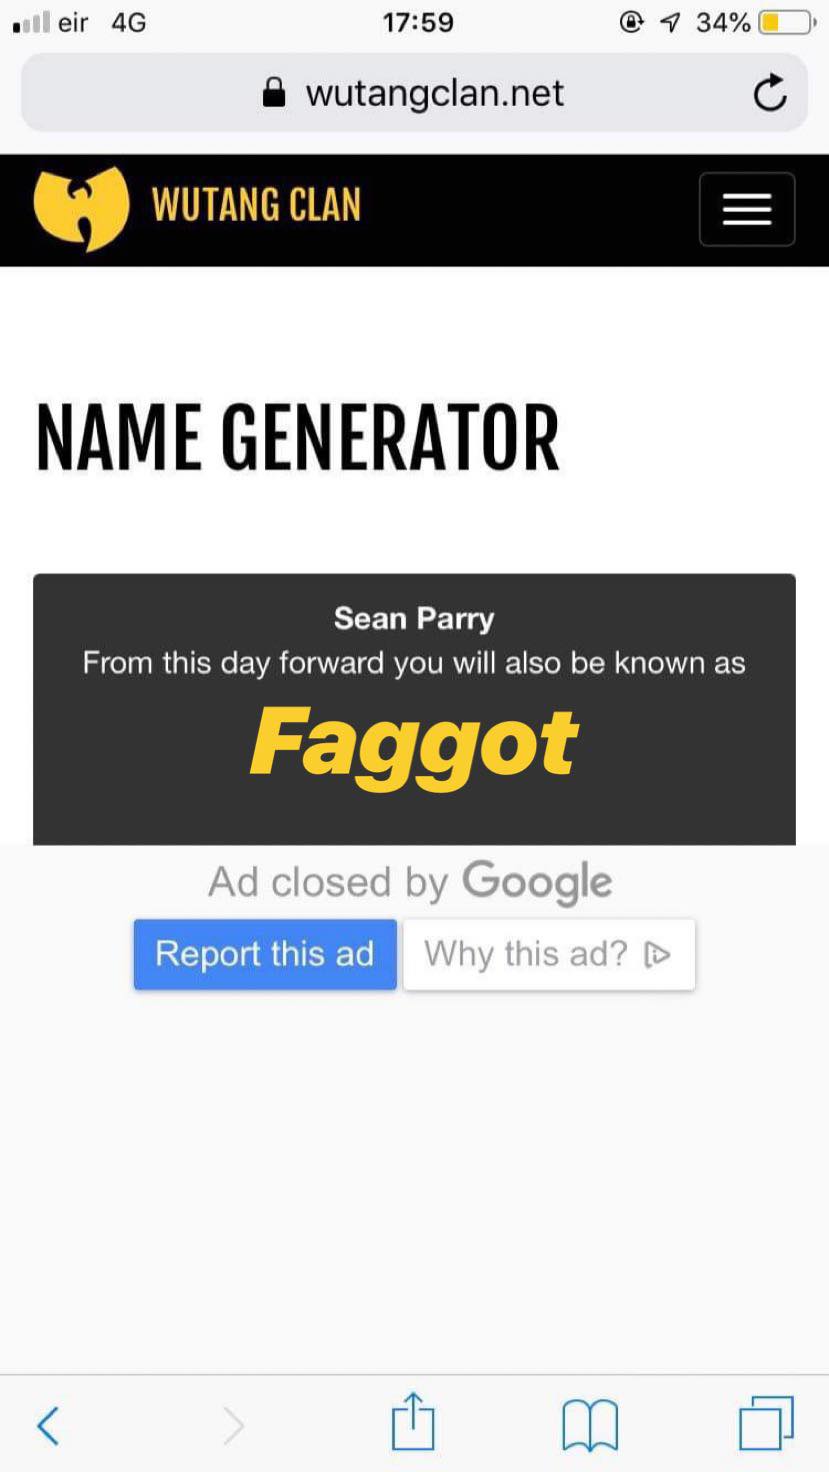 eir 4G 17:59 34%
wutangclan.net
WUTANG CLAN
NAME GENERATOR
Sean Parry
From this day forward you will also be known as
Faggot
Ad closed by Google
Report this ad Why this ad?